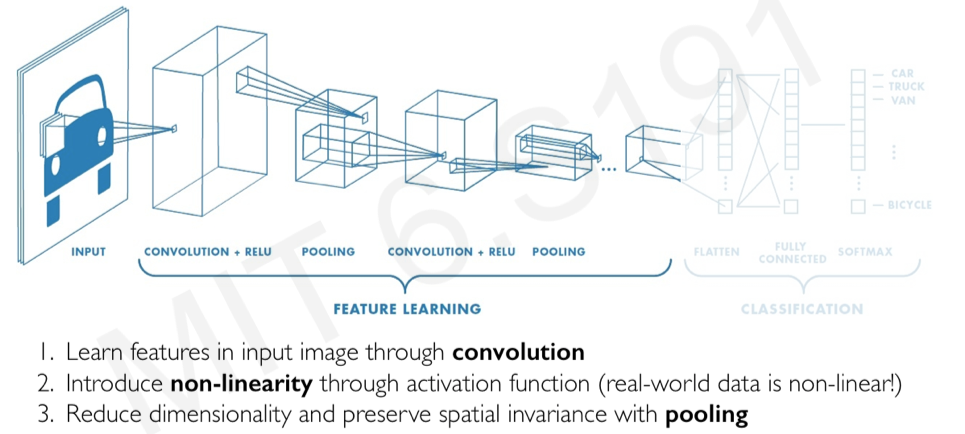 CAR
TRUCK
VAN
BICYCLE
INPUT CONVOLUTION + RELU POOLING CONVOLUTION + RELU POOLING FLATTEN FULLY CONNECTED SOFTMAX
FEATURE LEARNING CLASSIFICATION
MIT 6.S191
1. Learn features in input image through convolution
2. Introduce non-linearity through activation function (real-world data is non-linear!)
3. Reduce dimensionality and preserve spatial invariance with pooling